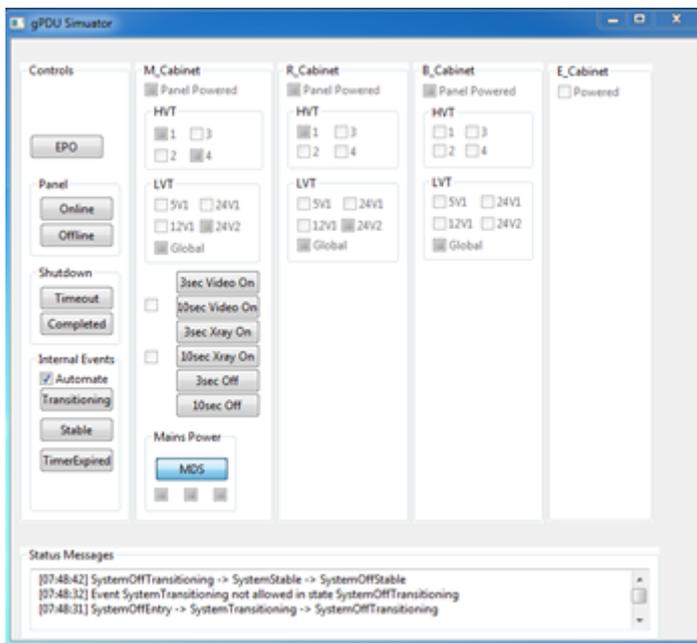 gPDU Simuator
Controls
EPO
Panel
Online
Offline
Shutdown
Timeout
Completed
Internal Events
Automate
Transitioning
Stable
TimerExpired
M_Cabinet
Panel Powered
HVT
1 3
2 4
LVT
5V1 24V1
12V1 24V2
Global
3sec Video On
10sec Video On
3sec Xray On
10sec Xray On
3sec Off
10sec Off
Mains Power
MDS
R_Cabinet
Panel Powered
HVT
1 3
2 4
LVT
5V1 24V1
12V1 24V2
Global
B_Cabinet
Panel Powered
HVT
1 3
2 4
LVT
5V1 24V1
12V1 24V2
Global
E_Cabinet
Powered
Status Messages
[07:48:42] SystemOffTransitioning -> SystemStable -> SystemOffStable
[07:48:32] Event SystemTransitioning not allowed in state SystemOffTransitioning
[07:48:31] SystemOffEntry -> SystemTransitioning -> SystemOffTransitioning